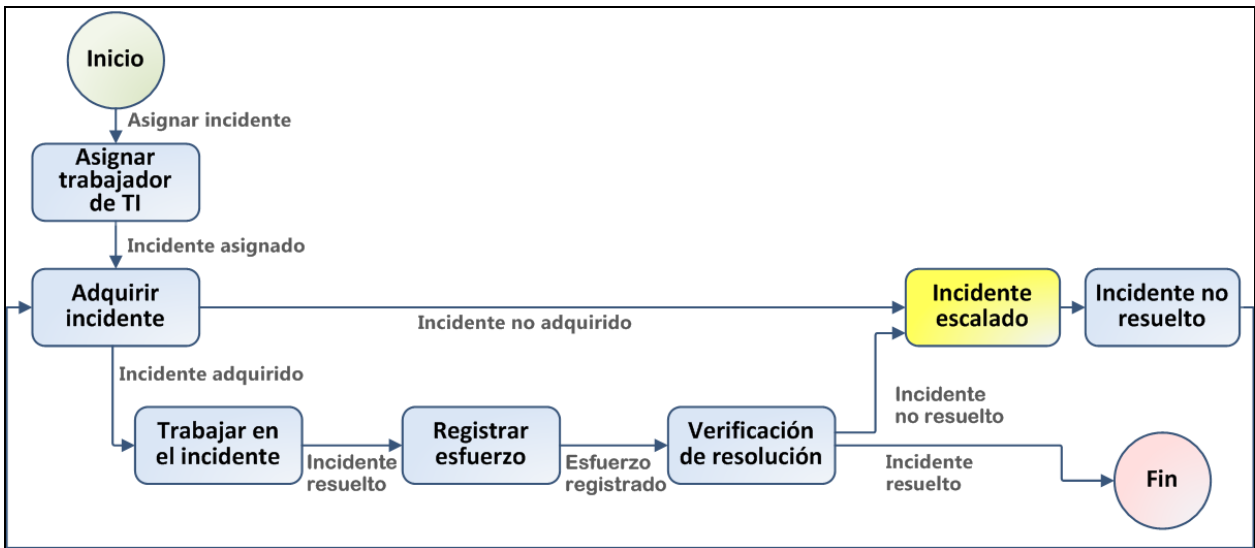 Inicio
Asignar incidente
Asignar
trabajador
de TI
Incidente asignado
Adquirir
incidente
Incidente no adquirido
Incidente
escalado
Incidente no
resuelto
Incidente adquirido
Trabajar en
el incidente
Incidente
resuelto
Registrar
esfuerzo
Esfuerzo
registrado
Verificación
de resolución
Incidente
no resuelto
Incidente
resuelto
Fin